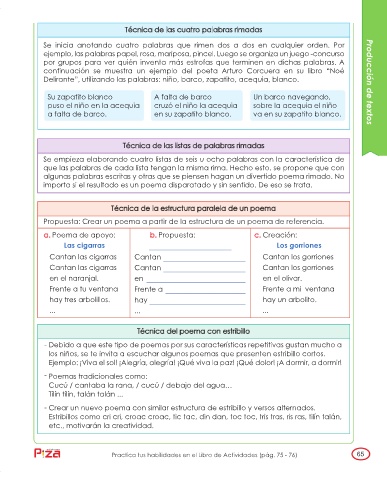 Técnica de las cuatro palabras rimadas
Se inicia anotando cuatro palabras que rimen dos a dos en cualquier orden. Por
ejemplo, las palabras papel, rosa, mariposa, pincel. Luego se organiza un juego -concurso
por grupos para ver quién invento más estrofas que terminen en dichas palabras. A
continuación se muestra un ejemplo del poeta Arturo Corcuera en su libro "Noé
Delirante", utilizando las palabras: niño, barco, zapatito, acequia, blanco.
Su zapatito blanco
puso el niño en la acequia
a falta de barco.
A falta de barco
cruzó el niño la acequia
en su zapatito blanco.
Un barco navegando,
sobre la acequia el niño
va en su zapatito blanco.
Producción de textos
Técnica de las listas de palabras rimadas
Se empieza elaborando cuatro listas de seis u ocho palabras con la característica de
que las palabras de cada lista tengan la misma rima. Hecho esto, se propone que con
algunas palabras escritas y otras que se piensen hagan un divertido poema rimado. No
importa si el resultado es un poema disparatado y sin sentido. De eso se trata.
Técnica de la estructura paralela de un poema
Propuesta: Crear un poema a partir de la estructura de un poema de referencia.
a. Poema de apoyo:
Las cigarras
Cantan las cigarras
Cantan las cigarras
en el naranjal.
Frente a tu ventana
hay tres arbolillos.
...
b. Propuesta:
Cantan
Cantan
en
Frente a
hay
...
c. Creación:
Los gorriones
Cantan los gorriones
Cantan los gorriones
en el olivar.
Frente a mi ventana
hay un arbolito.
...
Técnica del poema con estribillo
- Debido a que este tipo de poemas por sus características repetitivas gustan mucho a
los niños, se te invita a escuchar algunos poemas que presenten estribillo cortos.
Ejemplo: ¡Viva el sol! ¡Alegría, alegría! ¡Qué viva la paz! ¡Qué dolor! ¡A dormir, a dormir!
- Poemas tradicionales como:
Cucú / cantaba la rana, / cucú / debajo del agua...
Tilín tilín, talán talán ...
- Crear un nuevo poema con similar estructura de estribillo y versos alternados.
Estribillos como cri cri, croac croac, tic tac, din dan, toc toc, tris tras, ris ras, tilín talán,
etc., motivarán la creatividad.
Pizza
Practica tus habilidades en el Libro de Actividades (pág. 75 - 76)
65